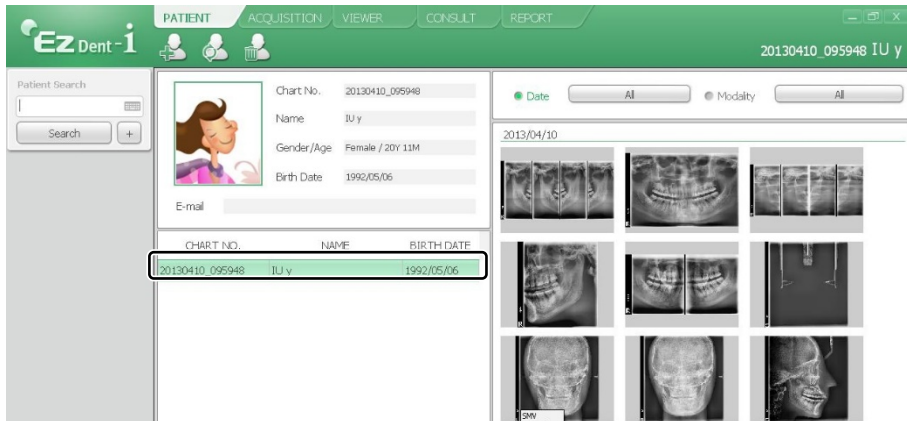 PATIENT ACQUISITION VIEWER CONSULT REPORT
Ez Dent-i
20130410_095948 IU y
Patient Search
Search +
Chart No. 20130410_095948
Name IU y
Gender/Age Female / 20Y 11M
Birth Date 1992/05/06
E-mail
CHART NO. NAME BIRTH DATE
20130410_095948 IU y 1992/05/06
Date All Modality All
2013/04/10
SMV